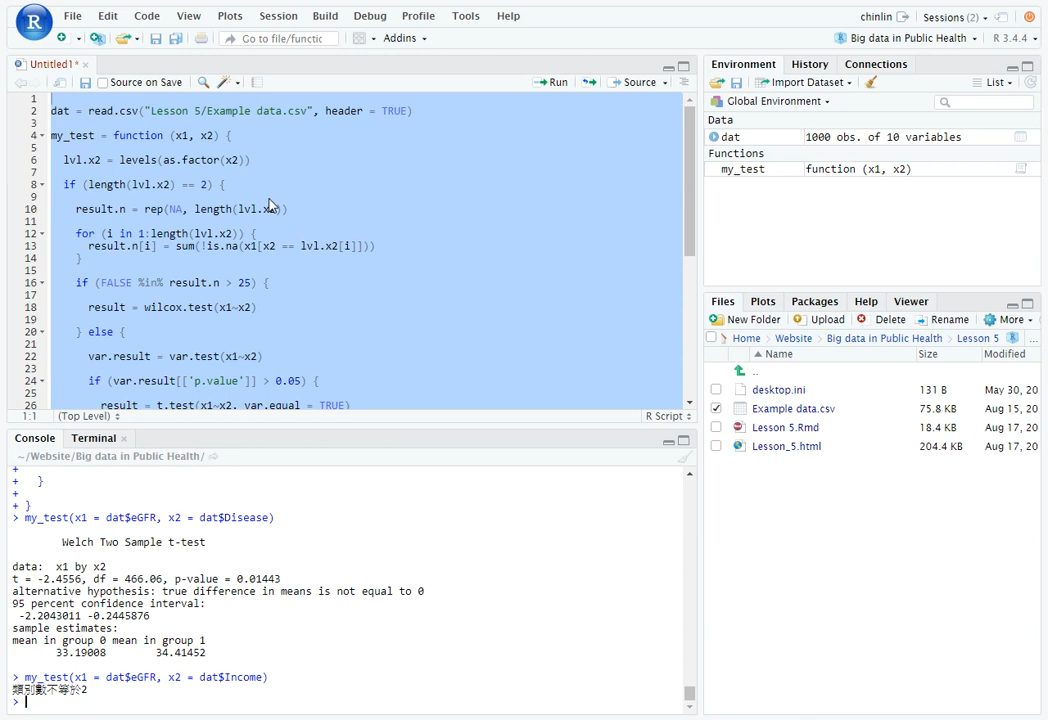 File Edit Code View Plots Session Build Debug Profile Tools Help chinlin Sessions (2)
Go to file/functic Addins Big data in Public Health R 3.4.4
Untitled1* ×
Source on Save Run Source
1
2 dat = read.csv("Lesson 5/Example data.csv", header = TRUE)
3
4 my_test = function (x1, x2) {
5
6 lvl.x2 = levels(as.factor(x2))
7
8 if (length(lvl.x2) == 2) {
9
10 result.n = rep(NA, length(lvl.x2))
11
12 for (i in 1:length(lvl.x2)) {
13 result.n[i] = sum(!is.na(x1[x2 == lvl.x2[i]]))
14 }
15
16 if (FALSE %in% result.n > 25) {
17
18 result = wilcox.test(x1~x2)
19
20 } else {
21
22 var.result = var.test(x1~x2)
23
24 if (var.result[['p.value']] > 0.05) {
25
26 result = t.test(x1~x2, var.equal = TRUE)
1:1 (Top Level) R Script
Console Terminal ×
~/Website/Big data in Public Health/
+
+ }
+
+ }
> my_test(x1 = dat$eGFR, x2 = dat$Disease)
Welch Two Sample t-test
data: x1 by x2
t = -2.4556, df = 466.06, p-value = 0.01443
alternative hypothesis: true difference in means is not equal to 0
95 percent confidence interval:
-2.2043011 -0.2445876
sample estimates:
mean in group 0 mean in group 1
33.19008 34.41452
> my_test(x1 = dat$eGFR, x2 = dat$Income)
類別數不等於2
>
Environment History Connections
Import Dataset List
Global Environment
Data
dat 1000 obs. of 10 variables
Functions
my_test function (x1, x2)
Files Plots Packages Help Viewer
New Folder Upload Delete Rename More
Home Website Big data in Public Health Lesson 5 ...
Name Size Modified
..
desktop.ini 131 B May 30, 20
Example data.csv 75.8 KB Aug 15, 20
Lesson 5.Rmd 18.4 KB Aug 17, 20
Lesson_5.html 204.4 KB Aug 17, 20